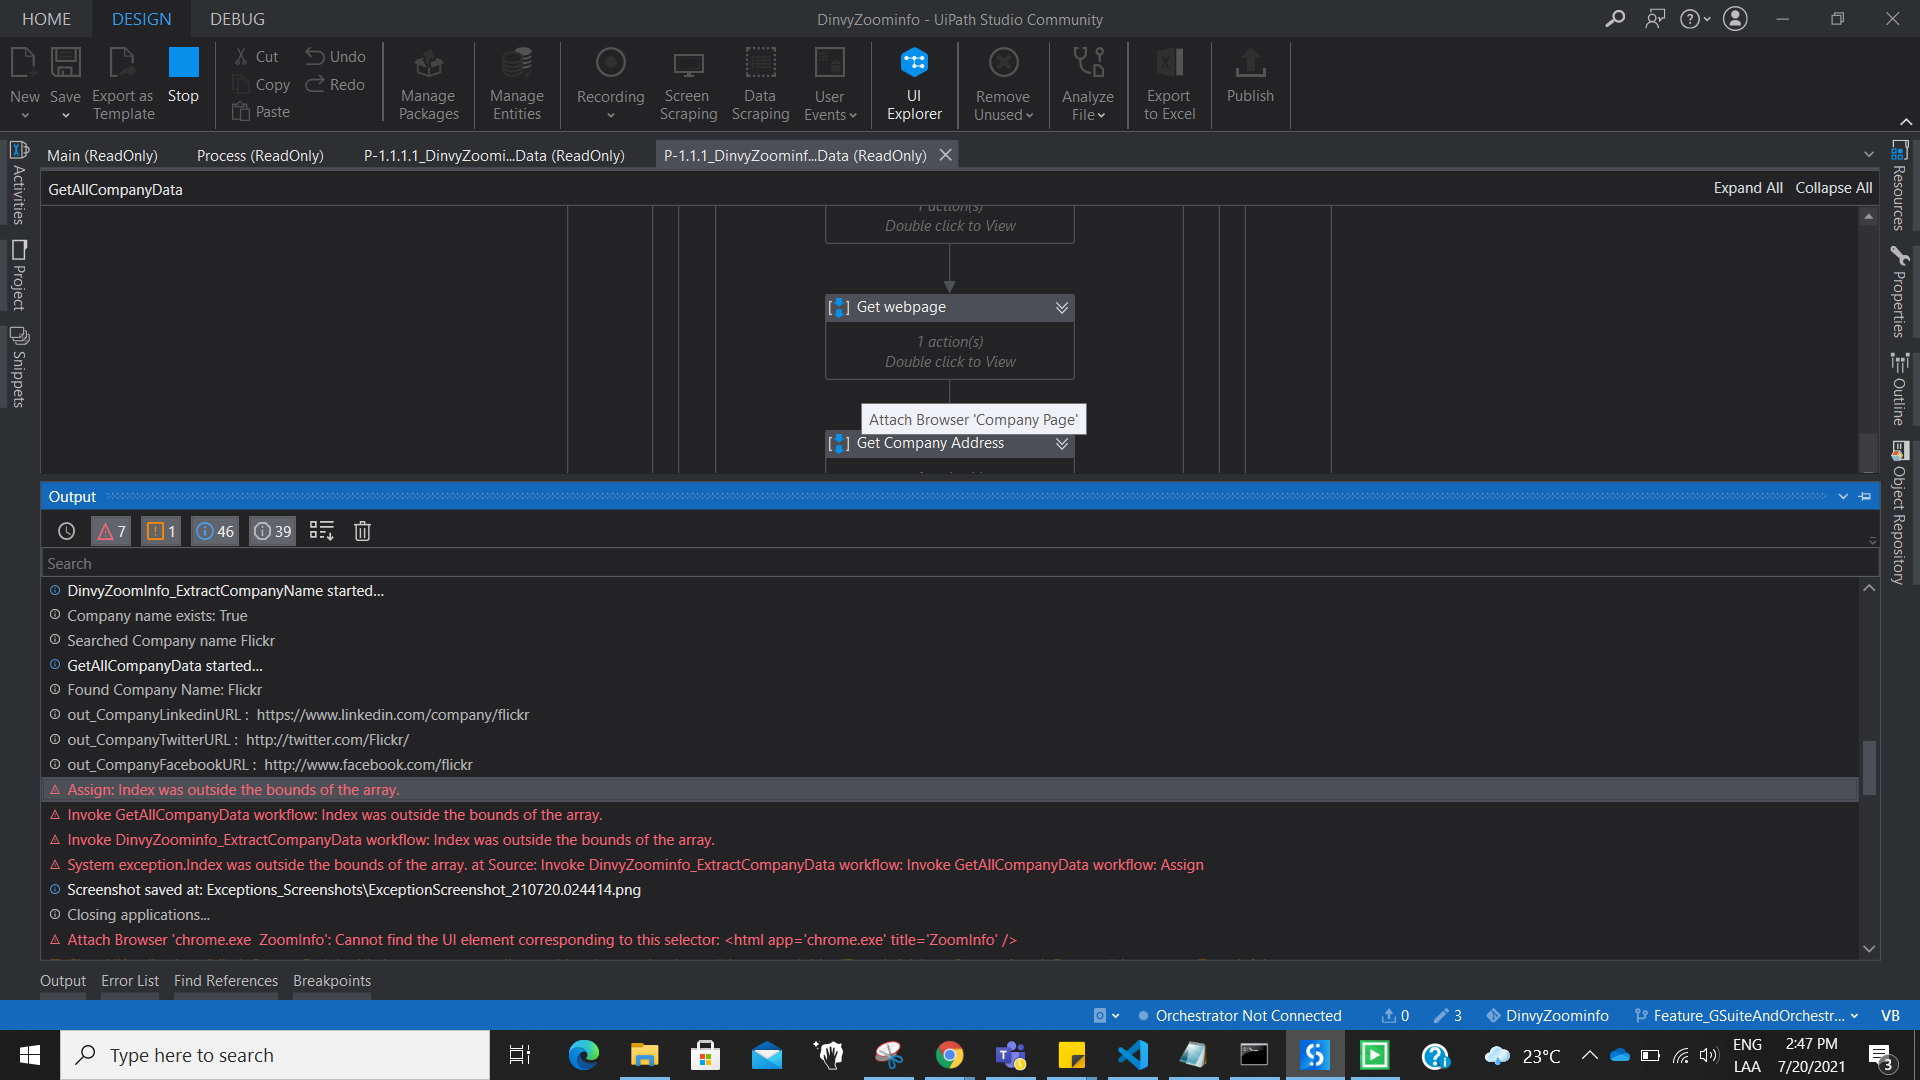 HOME DESIGN DEBUG DinvyZoominfo - UiPath Studio Community
New Save Export as Template Stop
Cut Undo
Copy Redo
Paste
Manage Packages Manage Entities Recording Screen Scraping Data Scraping User Events UI Explorer Remove Unused Analyze File Export to Excel Publish
Main (ReadOnly) Process (ReadOnly) P-1.1.1.1_DinvyZoomi...Data (ReadOnly) P-1.1.1_DinvyZoominf...Data (ReadOnly)
GetAllCompanyData Expand All Collapse All
Activities
Project
Snippets
Resources
Properties
Outline
Object Repository
1 action(s)
Double click to View
Get webpage
1 action(s)
Double click to View
Attach Browser 'Company Page'
Get Company Address
Output
7 1 46 39
Search
DinvyZoomInfo_ExtractCompanyName started...
Company name exists: True
Searched Company name Flickr
GetAllCompanyData started...
Found Company Name: Flickr
out_CompanyLinkedinURL : https://www.linkedin.com/company/flickr
out_CompanyTwitterURL : http://twitter.com/Flickr/
out_CompanyFacebookURL : http://www.facebook.com/flickr
Assign: Index was outside the bounds of the array.
Invoke GetAllCompanyData workflow: Index was outside the bounds of the array.
Invoke DinvyZoominfo_ExtractCompanyData workflow: Index was outside the bounds of the array.
System exception.Index was outside the bounds of the array. at Source: Invoke DinvyZoominfo_ExtractCompanyData workflow: Invoke GetAllCompanyData workflow: Assign
Screenshot saved at: Exceptions_Screenshots\ExceptionScreenshot_210720.024414.png
Closing applications...
Attach Browser 'chrome.exe  ZoomInfo': Cannot find the UI element corresponding to this selector: <html app='chrome.exe' title='ZoomInfo' />
Output Error List Find References Breakpoints
Orchestrator Not Connected 0 3 DinvyZoominfo Feature_GSuiteAndOrchestr... VB
Type here to search 23°C ENG 2:47 PM
LAA 7/20/2021 3